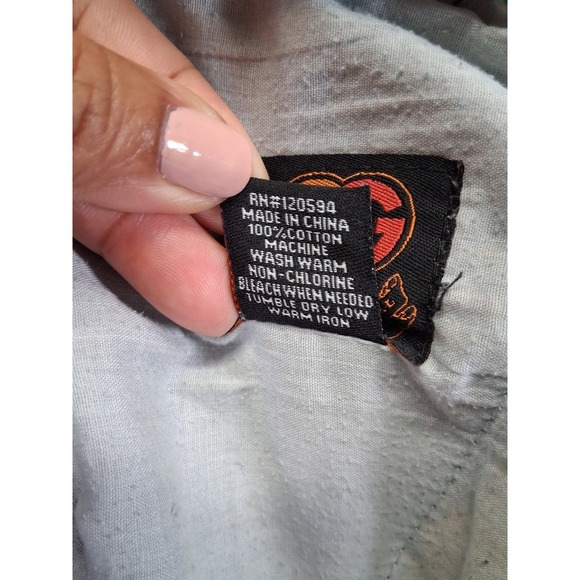 RN#120594
MADE IN CHINA
100%COTTON
MACHINE
WASH WARM
NON-CHLORINE
BLEACH WHEN NEEDED
TUMBLE DRY LOW
WARM IRON
G